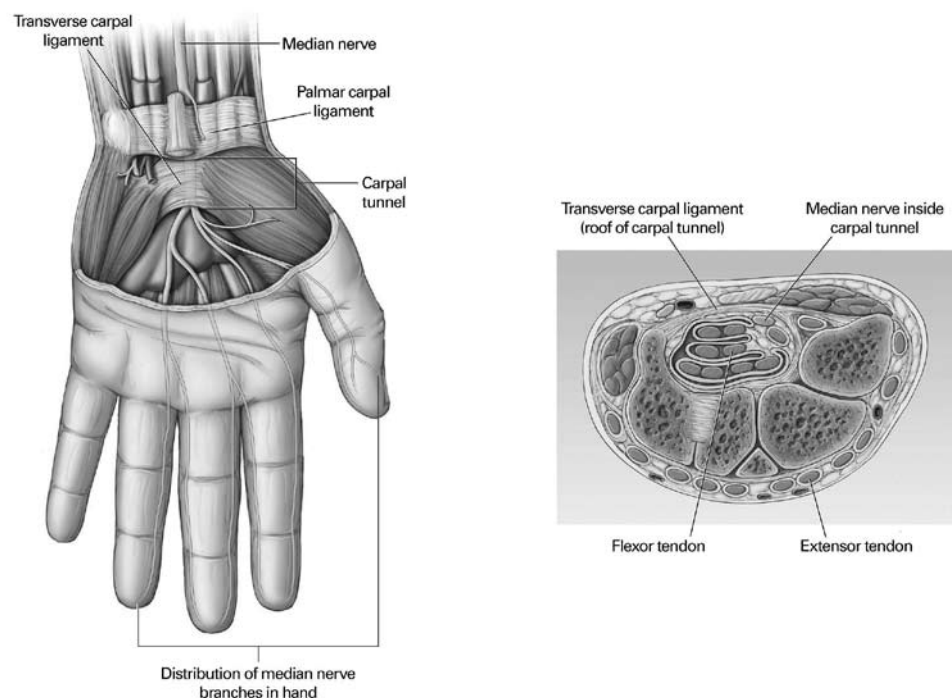 Transverse carpal
ligament
Median nerve
Palmar carpal
ligament
Carpal
tunnel
Distribution of median nerve
branches in hand
Transverse carpal ligament
(roof of carpal tunnel)
Median nerve inside
carpal tunnel
Flexor tendon
Extensor tendon